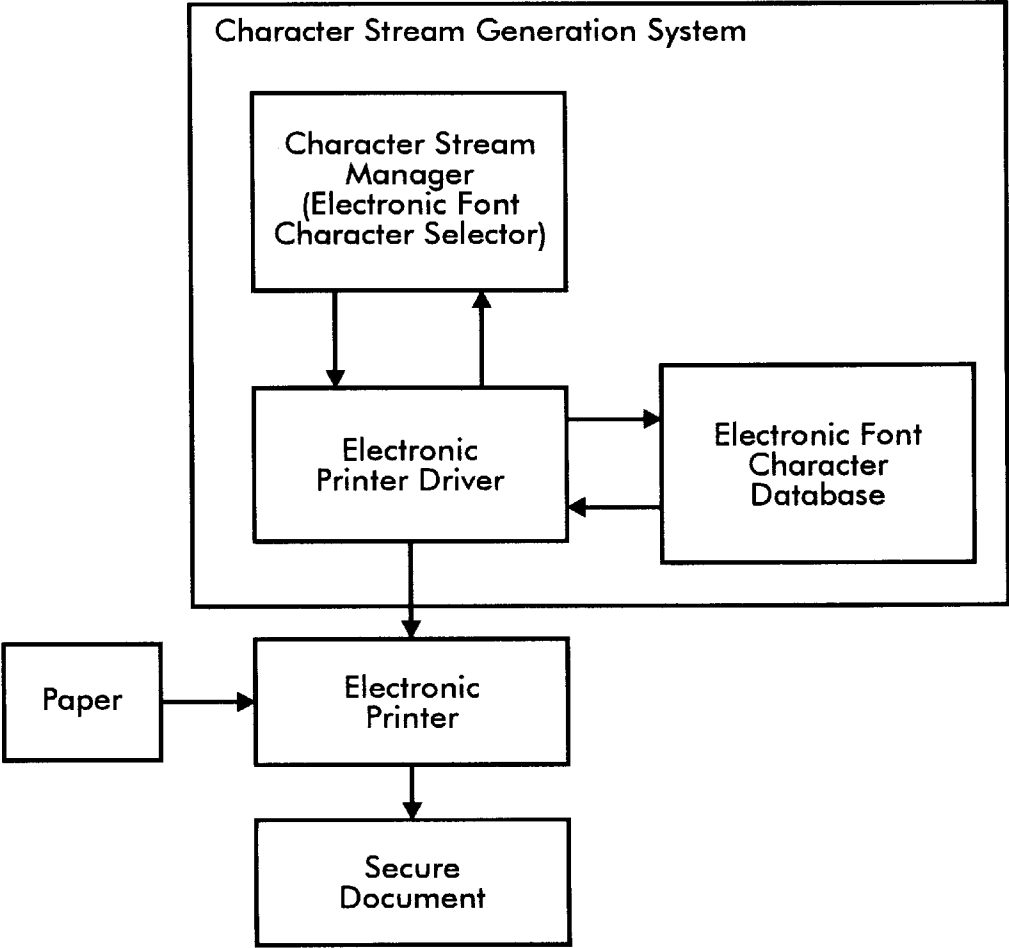 Character Stream Generation System
Character Stream
Manager
(Electronic Font
Character Selector)
Electronic
Printer Driver
Electronic Font
Character
Database
Paper
Electronic
Printer
Secure
Document